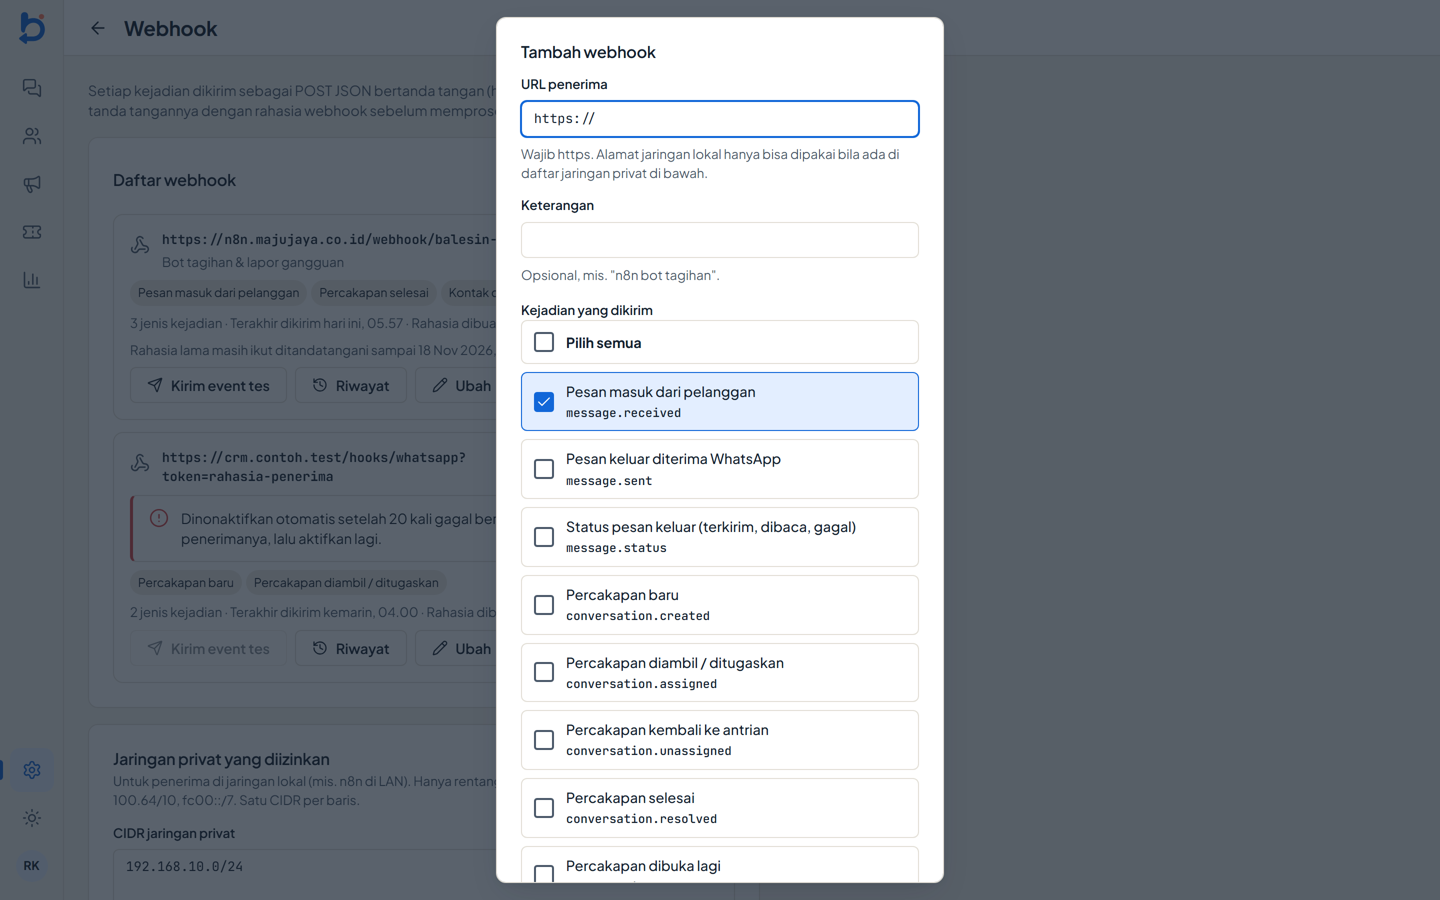 Webhook
Setiap kejadian dikirim sebagai POST JSON bertanda tangan
tanda tangannya dengan rahasia webhook sebelum
Daftar webhook
https://n8n.majujaya.co.id/webhook/balesin-
Bot tagihan & lapor gangguan
Pesan masuk dari pelanggan
Percakapan selesai
Kontak
3 jenis kejadian · Terakhir dikirim hari ini, 05.57 · Rahasia
Rahasia lama masih ikut ditandatangani sampai 18 Nov 2026,
Kirim event tes
Riwayat
Ubah
https://crm.contoh.test/hooks/whatsapp?
token=rahasia-penerima
Dinonaktifkan otomatis setelah 20 kali gagal
penerimanya, lalu aktifkan lagi.
Percakapan baru
Percakapan diambil / ditugaskan
2 jenis kejadian · Terakhir dikirim kemarin, 04.00 · Rahasia
Kirim event tes
Riwayat
Ubah
Jaringan privat yang diizinkan
Untuk penerima di jaringan lokal (mis. n8n di LAN). Hanya
100.64/10, fc00::/7. Satu CIDR per baris.
CIDR jaringan privat
192.168.10.0/24
RK
Tambah webhook
URL penerima
https://
Wajib https. Alamat jaringan lokal hanya bisa dipakai bila ada di
daftar jaringan privat di bawah.
Keterangan
Opsional, mis. "n8n bot tagihan".
Kejadian yang dikirim
Pilih semua
Pesan masuk dari pelanggan
message.received
Pesan keluar diterima WhatsApp
message.sent
Status pesan keluar (terkirim, dibaca, gagal)
message.status
Percakapan baru
conversation.created
Percakapan diambil / ditugaskan
conversation.assigned
Percakapan kembali ke antrian
conversation.unassigned
Percakapan selesai
conversation.resolved
Percakapan dibuka lagi